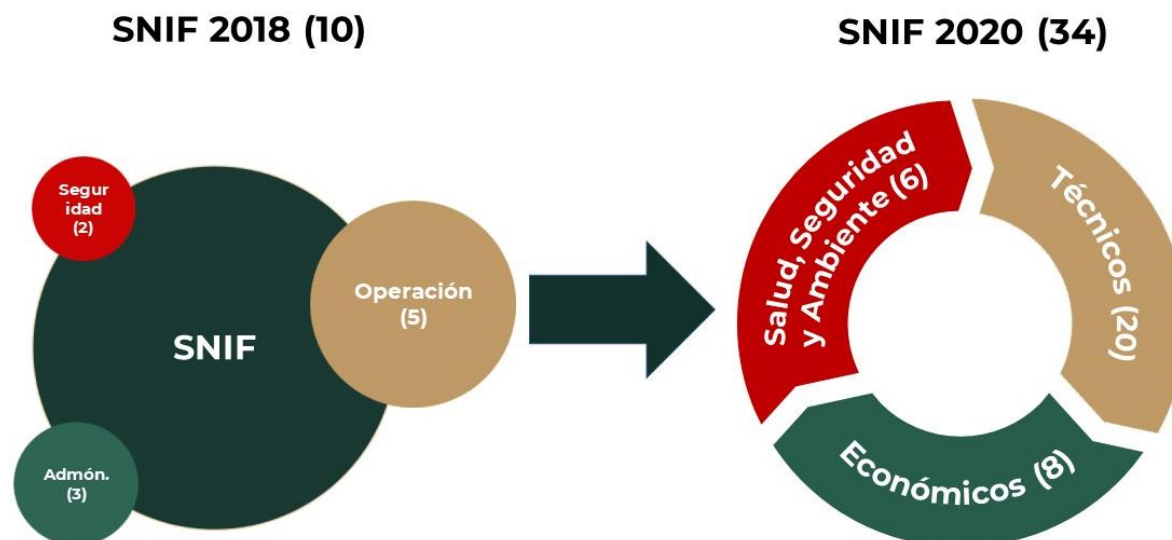 SNIF 2018 (10)
SNIF 2020 (34)
Segur
idad
(2)
Operación
(5)
SNIF
Admón.
(3)
Salud, Seguridad
y Ambiente (6)
Técnicos (20)
Económicos (8)